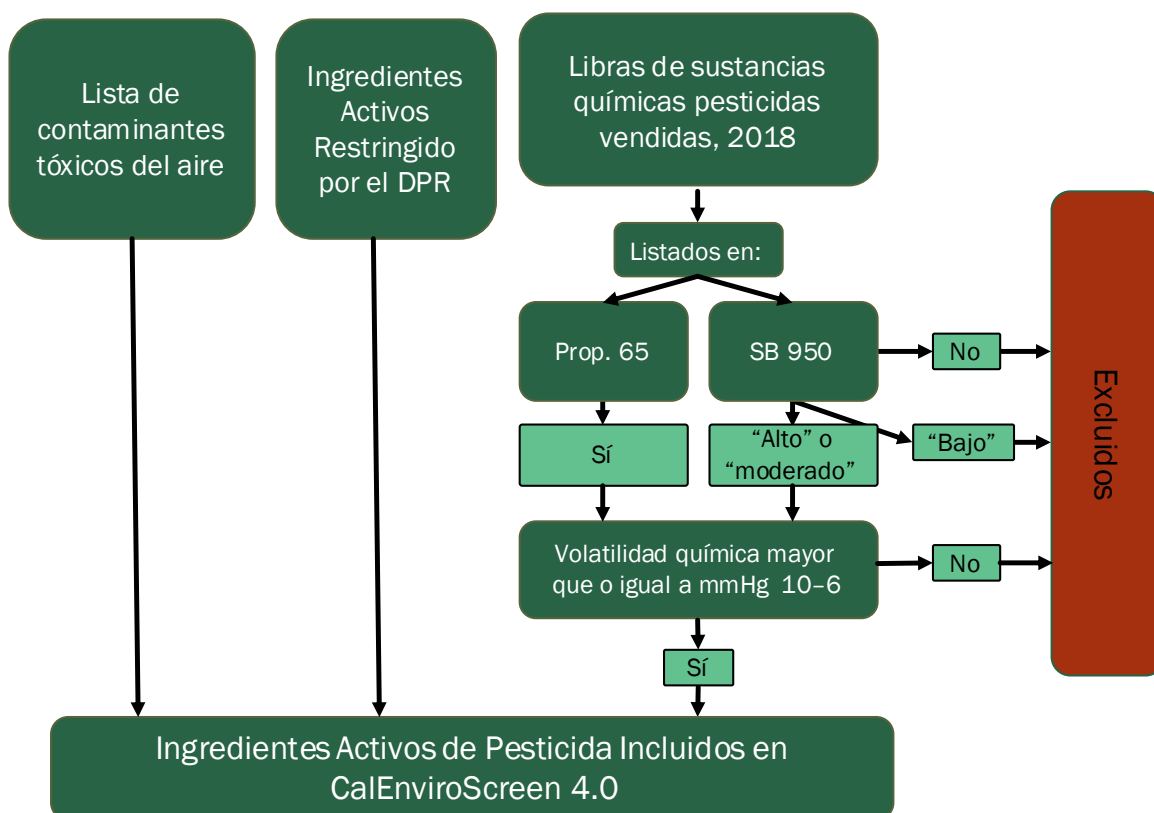 Lista de
contaminantes
tóxicos del aire
Ingredientes
Activos
Restringido
por el DPR
Libras de sustancias
químicas pesticidas
vendidas, 2018
Listados en:
Prop. 65
SB 950
No
Sí
“Alto” o
“moderado”
“Bajo”
Excluidos
Volatilidad química mayor
que o igual a mmHg 10–6
No
Sí
Ingredientes Activos de Pesticida Incluidos en
CalEnviroScreen 4.0